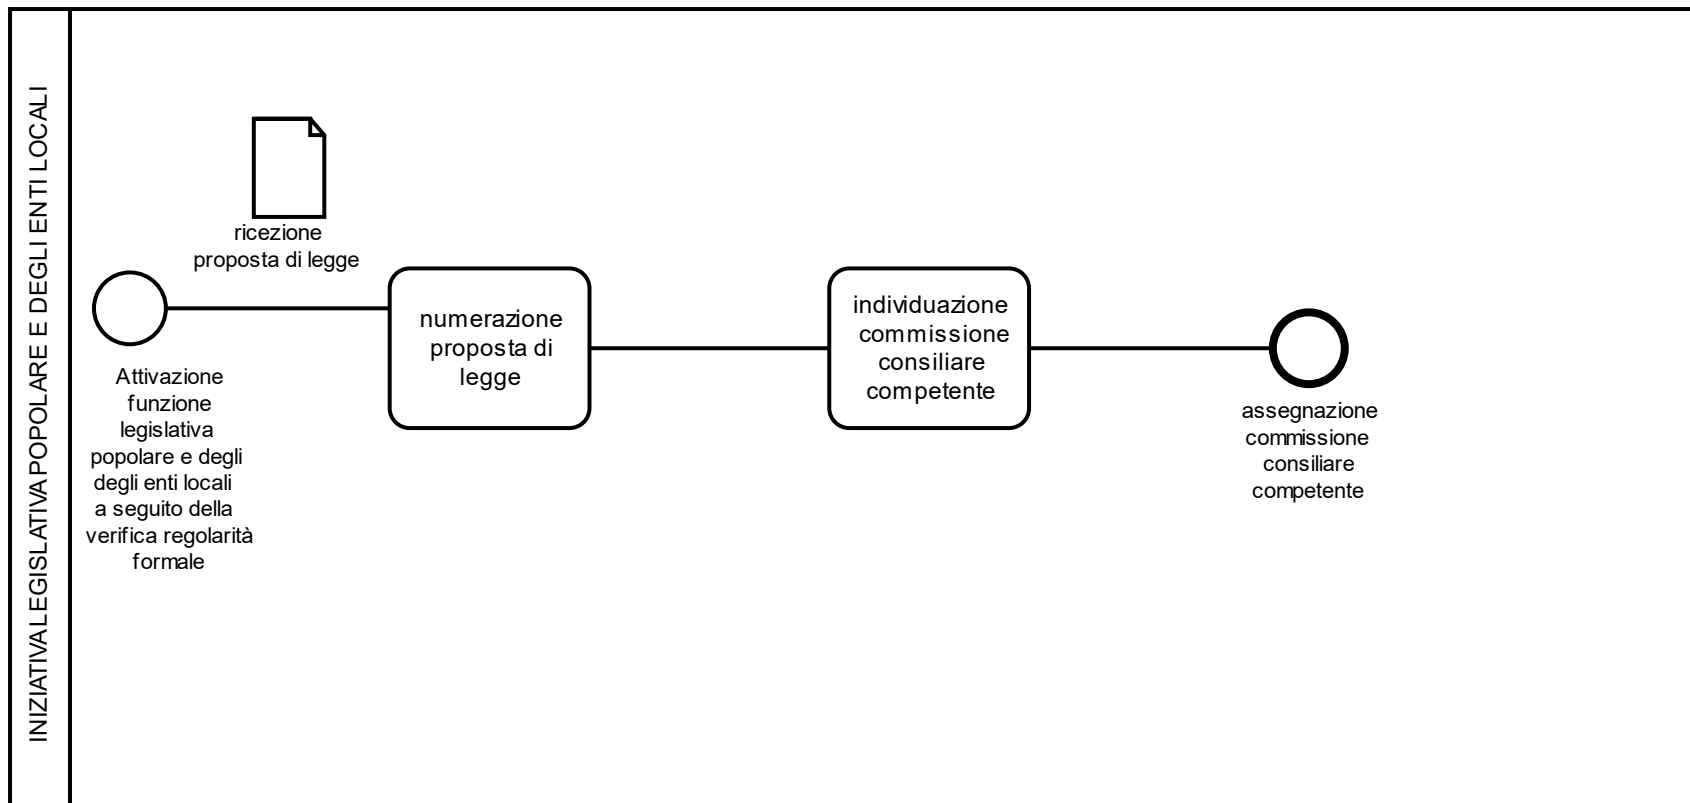 INIZIATIVA LEGISLATIVA POPOLARE E DEGLI ENTI LOCALI
ricezione
proposta di legge
Attivazione
funzione
legislativa
popolare e degli
degli enti locali
a seguito della
verifica regolarità
formale
numerazione
proposta di
legge
individuazione
commissione
consiliare
competente
assegnazione
commissione
consiliare
competente